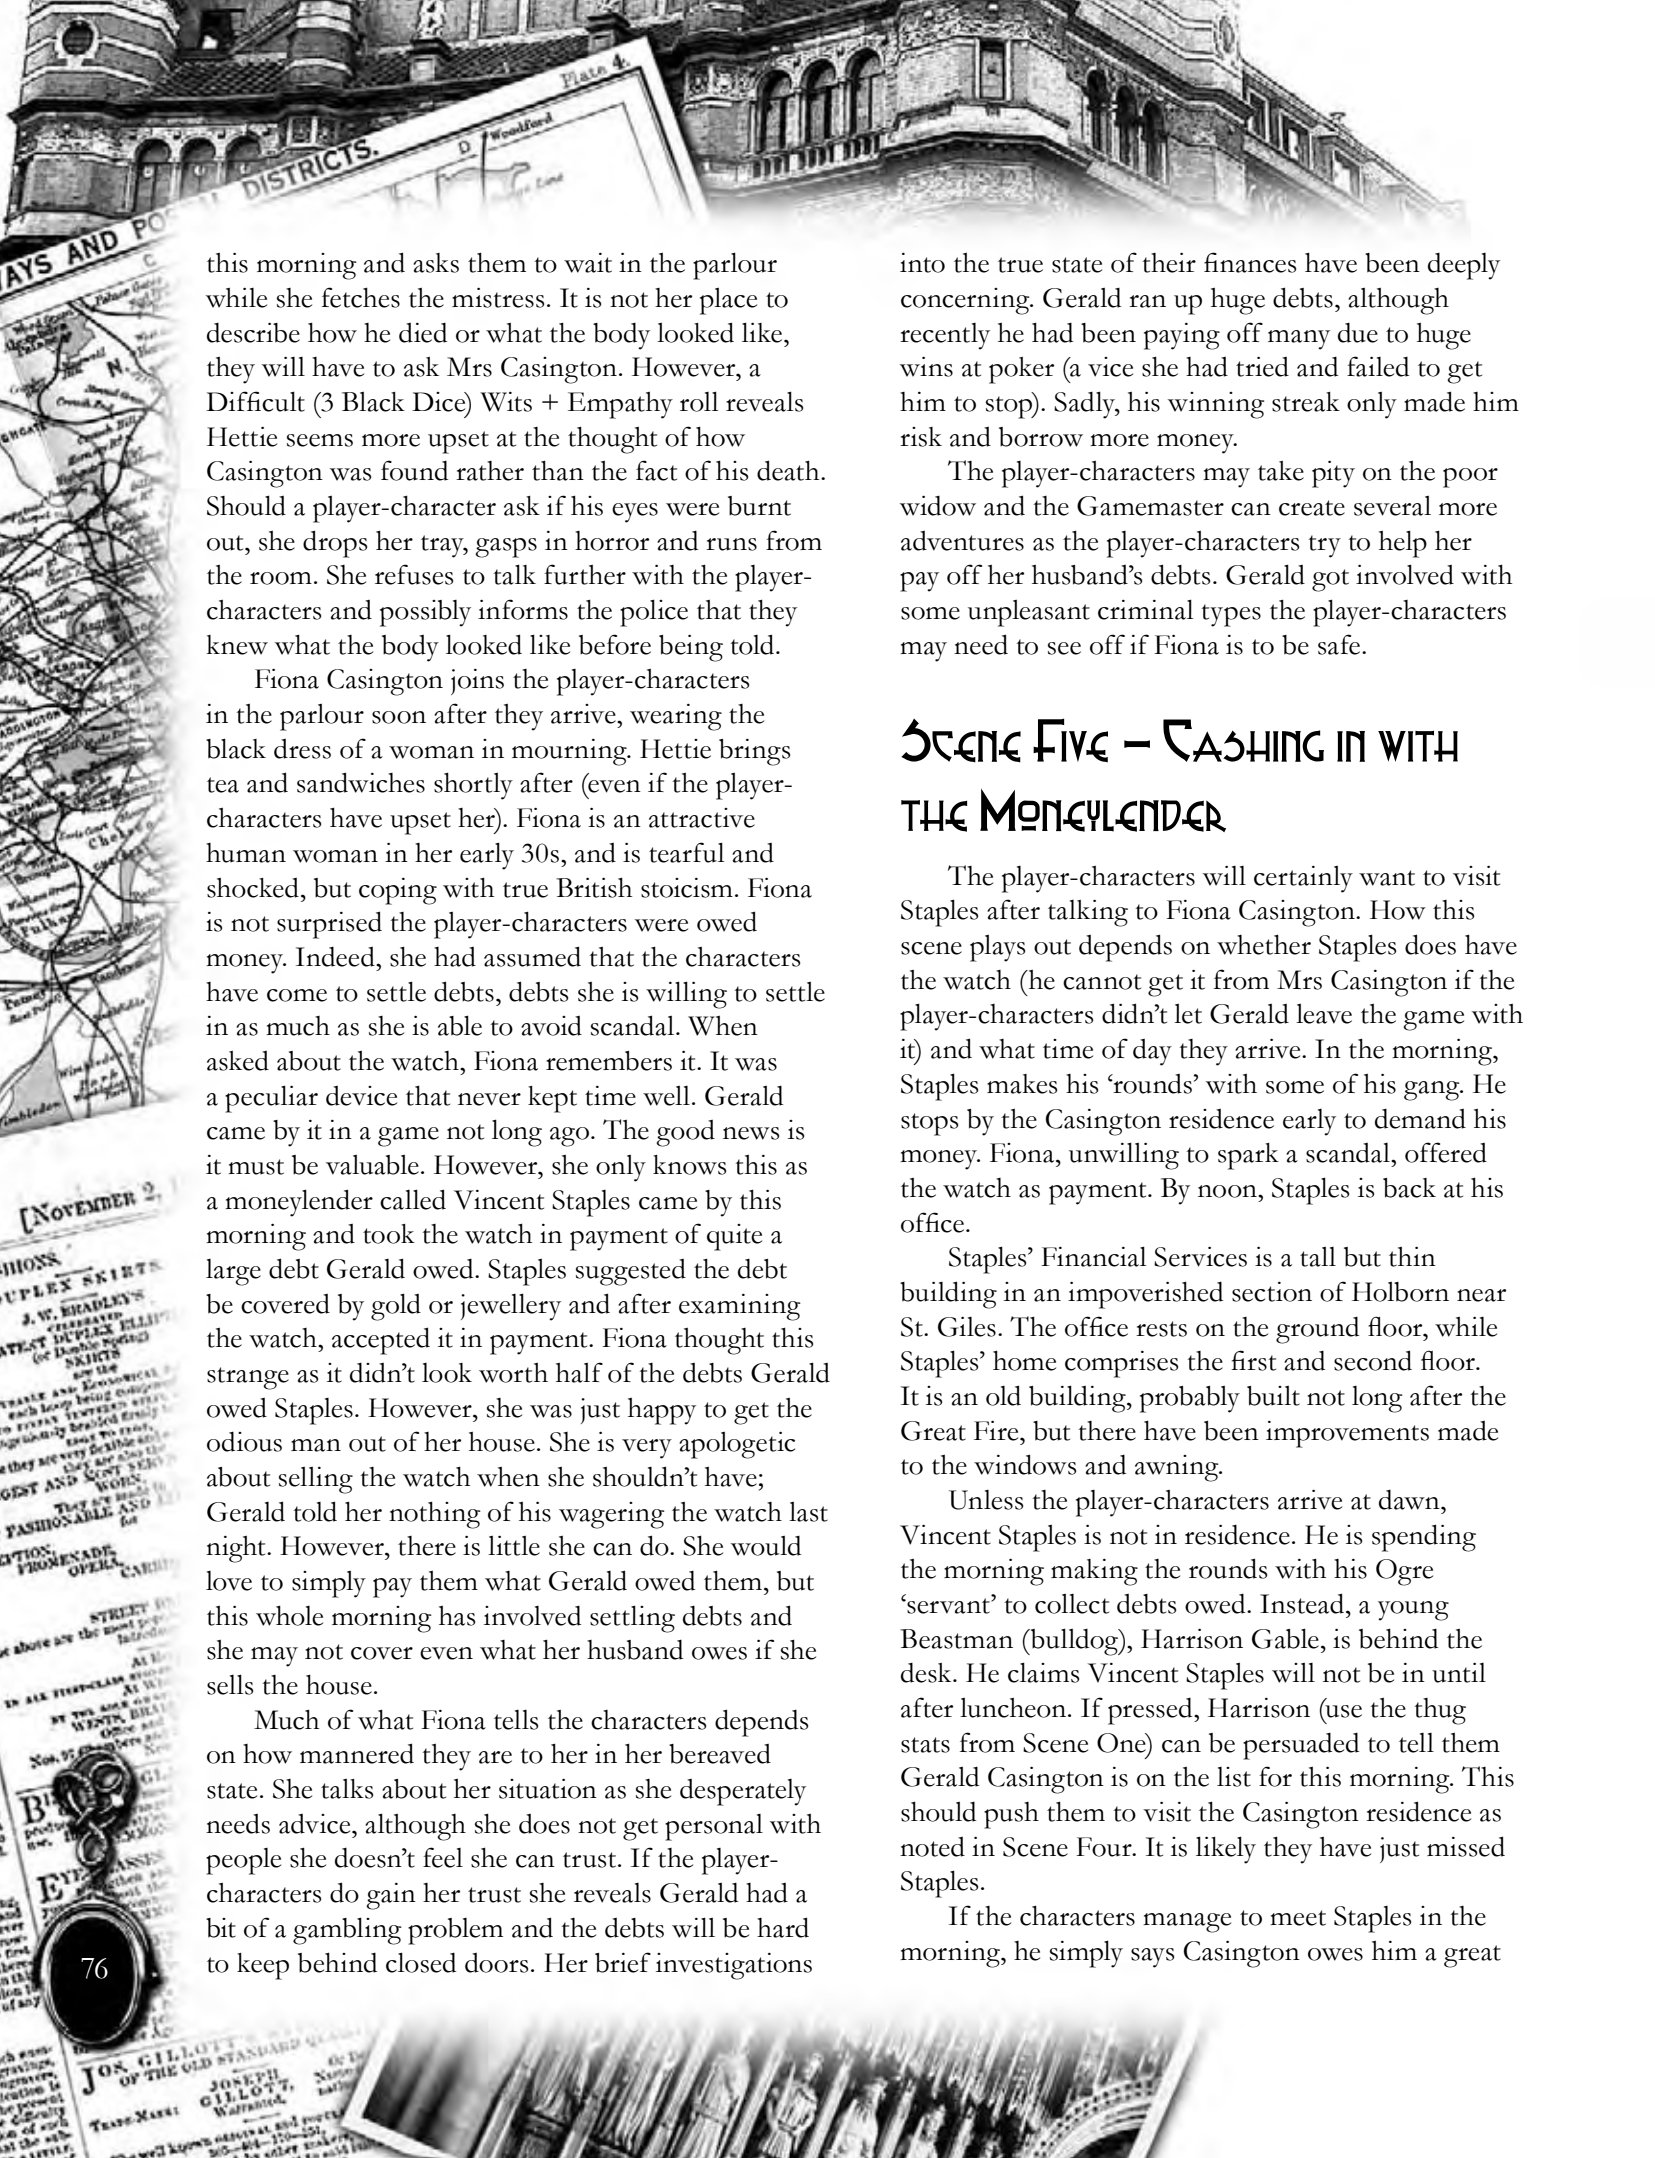 Plate 4.
DISTRICTS.
D
Woodford
AYS AND PO
C
N.
this morning and asks them to wait in the parlour
while she fetches the mistress. It is not her place to
describe how he died or what the body looked like,
they will have to ask Mrs Casington. However, a
Difficult (3 Black Dice) Wits + Empathy roll reveals
Hettie seems more upset at the thought of how
Casington was found rather than the fact of his death.
Should a player-character ask if his eyes were burnt
out, she drops her tray, gasps in horror and runs from
the room. She refuses to talk further with the player-
characters and possibly informs the police that they
knew what the body looked like before being told.
Fiona Casington joins the player-characters
in the parlour soon after they arrive, wearing the
black dress of a woman in mourning. Hettie brings
tea and sandwiches shortly after (even if the player-
characters have upset her). Fiona is an attractive
human woman in her early 30s, and is tearful and
shocked, but coping with true British stoicism. Fiona
is not surprised the player-characters were owed
money. Indeed, she had assumed that the characters
have come to settle debts, debts she is willing to settle
in as much as she is able to avoid scandal. When
asked about the watch, Fiona remembers it. It was
a peculiar device that never kept time well. Gerald
came by it in a game not long ago. The good news is
it must be valuable. However, she only knows this as
a moneylender called Vincent Staples came by this
morning and took the watch in payment of quite a
large debt Gerald owed. Staples suggested the debt
be covered by gold or jewellery and after examining
the watch, accepted it in payment. Fiona thought this
strange as it didn't look worth half of the debts Gerald
owed Staples. However, she was just happy to get the
odious man out of her house. She is very apologetic
about selling the watch when she shouldn't have;
Gerald told her nothing of his wagering the watch last
night. However, there is little she can do. She would
love to simply pay them what Gerald owed them, but
this whole morning has involved settling debts and
she may not cover even what her husband owes if she
sells the house.
Much of what Fiona tells the characters depends
on how mannered they are to her in her bereaved
state. She talks about her situation as she desperately
needs advice, although she does not get personal with
people she doesn't feel she can trust. If the player-
characters do gain her trust she reveals Gerald had a
bit of a gambling problem and the debts will be hard
to keep behind closed doors. Her brief investigations
into the true state of their finances have been deeply
concerning. Gerald ran up huge debts, although
recently he had been paying off many due to huge
wins at poker (a vice she had tried and failed to get
him to stop). Sadly, his winning streak only made him
risk and borrow more money.
The player-characters may take pity on the poor
widow and the Gamemaster can create several more
adventures as the player-characters try to help her
pay off her husband's debts. Gerald got involved with
some unpleasant criminal types the player-characters
may need to see off if Fiona is to be safe.
Scene Five – Cashing in with
the Moneylender
The player-characters will certainly want to visit
Staples after talking to Fiona Casington. How this
scene plays out depends on whether Staples does have
the watch (he cannot get it from Mrs Casington if the
player-characters didn't let Gerald leave the game with
it) and what time of day they arrive. In the morning,
Staples makes his 'rounds' with some of his gang. He
stops by the Casington residence early to demand his
money. Fiona, unwilling to spark a scandal, offered
the watch as payment. By noon, Staples is back at his
office.
Staples' Financial Services is a tall but thin
building in an impoverished section of Holborn near
St. Giles. The office rests on the ground floor, while
Staples' home comprises the first and second floor.
It is an old building, probably built not long after the
Great Fire, but there have been improvements made
to the windows and awning.
Unless the player-characters arrive at dawn,
Vincent Staples is not in residence. He is spending
the morning making the rounds with his Ogre
'servant' to collect debts owed. Instead, a young
Beastman (bulldog), Harrison Gable, is behind the
desk. He claims Vincent Staples will not be in until
after luncheon. If pressed, Harrison (use the thug
stats from Scene One) can be persuaded to tell them
Gerald Casington is on the list for this morning. This
should push them to visit the Casington residence as
noted in Scene Four. It is likely they have just missed
Staples.
If the characters manage to meet Staples in the
morning, he simply says Casington owes him a great
[NOVEMBER 2,
J. W. BRADLEY'S
SKIRTS
WORN.
FASHIONABLE AND
PROMENADE
OPERA,
76
JOS. GILLOTT
OF THE OLD STANDARD
JOSEPH
GILLOTT,
Warranted.
TRADE-MARK: